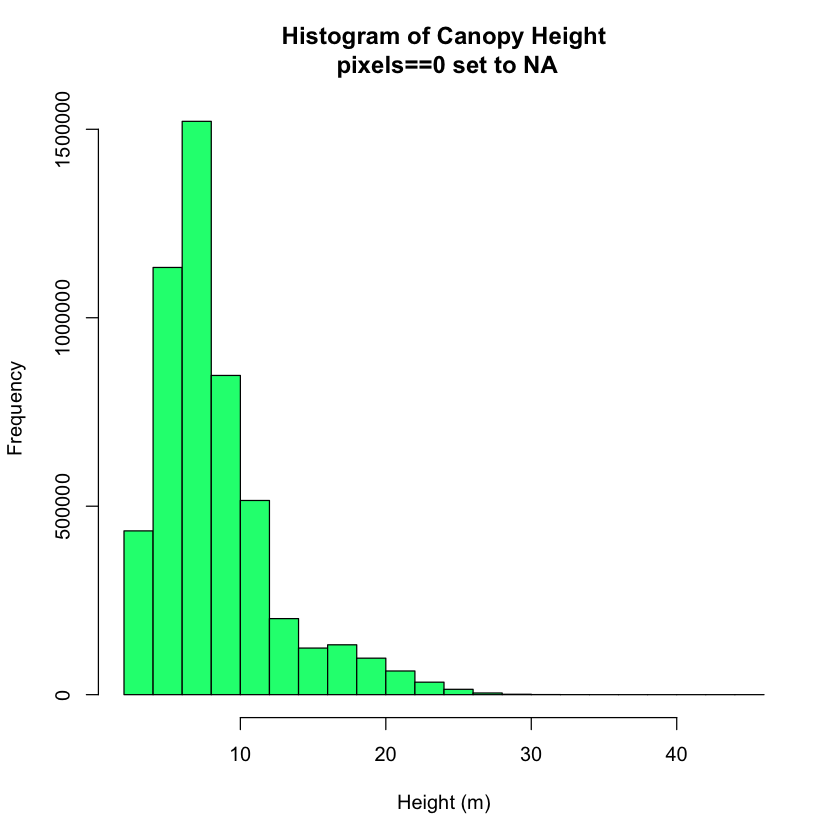 Histogram of Canopy Height
pixels==0 set to NA
Frequency
1500000
1000000
500000
0
10 20 30 40
Height (m)